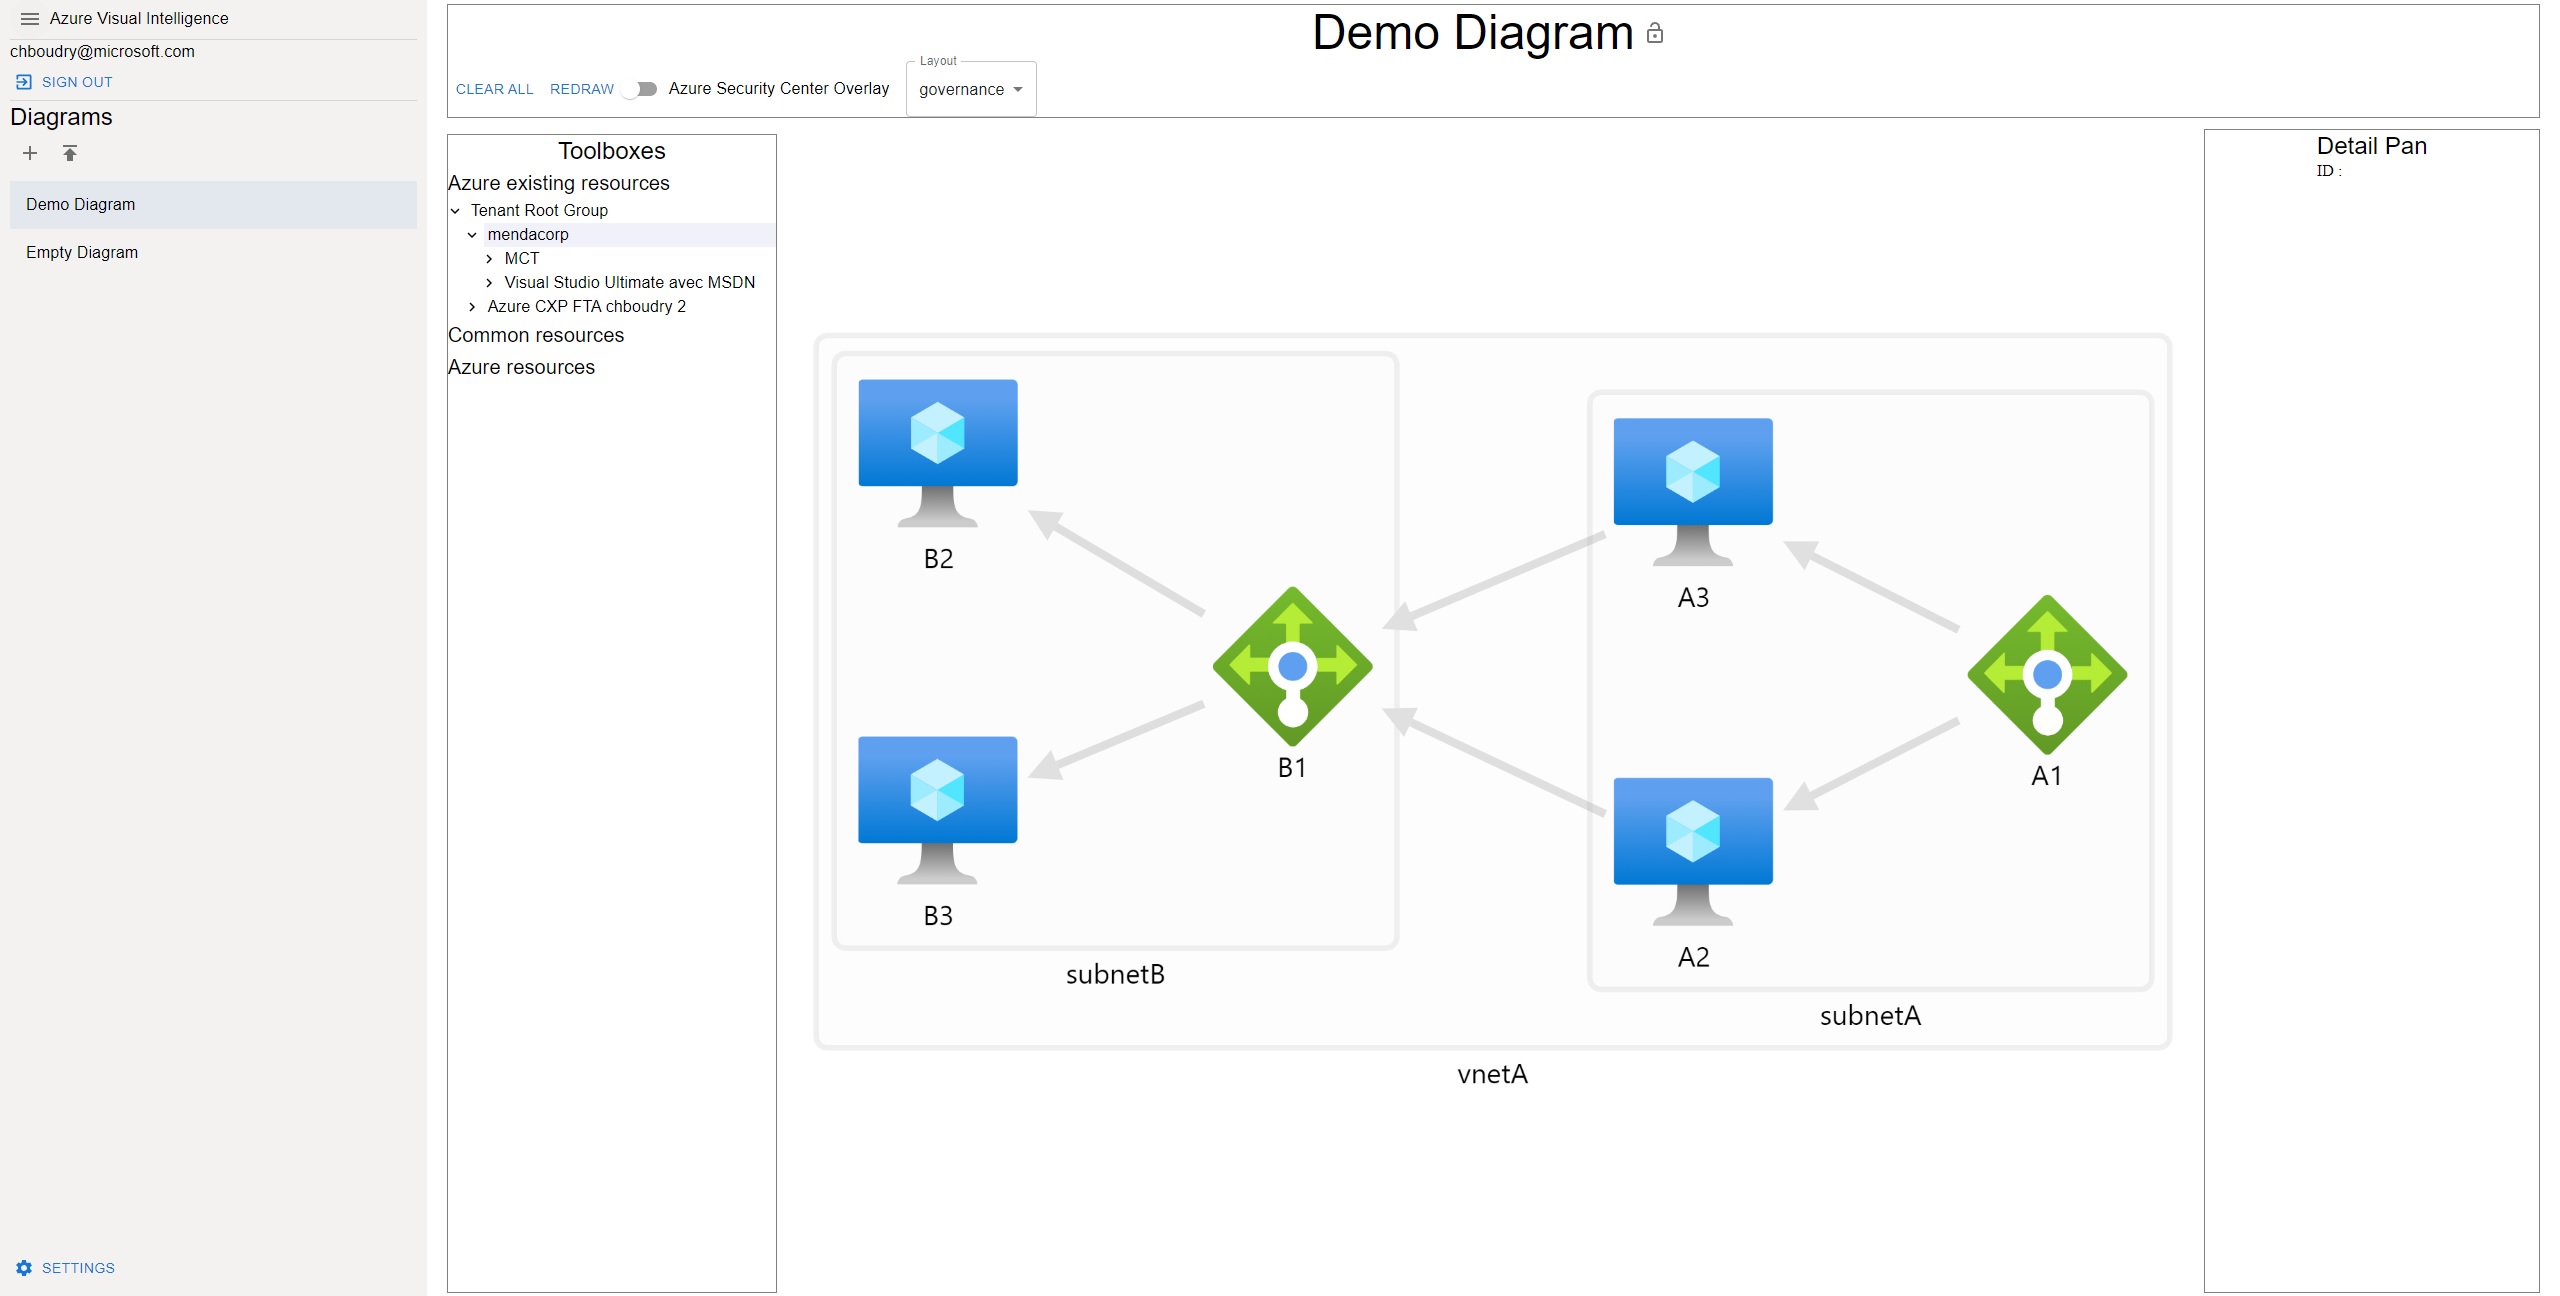 Azure Visual Intelligence
chboudry@microsoft.com
SIGN OUT
Diagrams
Demo Diagram
Empty Diagram
SETTINGS
Demo Diagram
CLEAR ALL REDRAW Azure Security Center Overlay
Layout
governance
Toolboxes
Azure existing resources
Tenant Root Group
mendacorp
MCT
Visual Studio Ultimate avec MSDN
Azure CXP FTA chboudry 2
Common resources
Azure resources
B2
A3
B1
A1
B3
A2
subnetB
subnetA
vnetA
Detail Pan
ID :